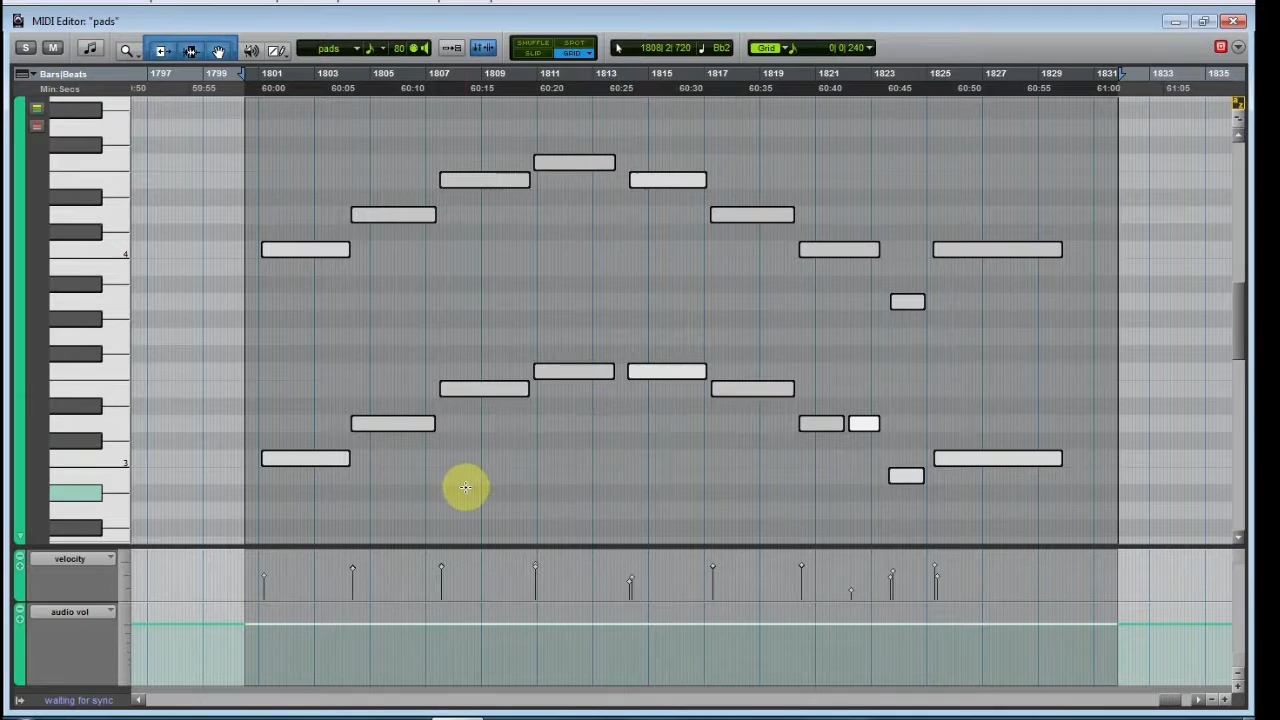 MIDI Editor: "pads"
S M pads 80 SHUFFLE SPOT SLIP GRID 1808| 2| 720 Bb2 Grid 0| 0| 240
Bars|Beats 1797 1799 1801 1803 1805 1807 1809 1811 1813 1815 1817 1819 1821 1823 1825 1827 1829 1831 1833 1835
Min:Secs :50 59:55 60:00 60:05 60:10 60:15 60:20 60:25 60:30 60:35 60:40 60:45 60:50 60:55 61:00 61:05
4
3
velocity
audio vol
waiting for sync